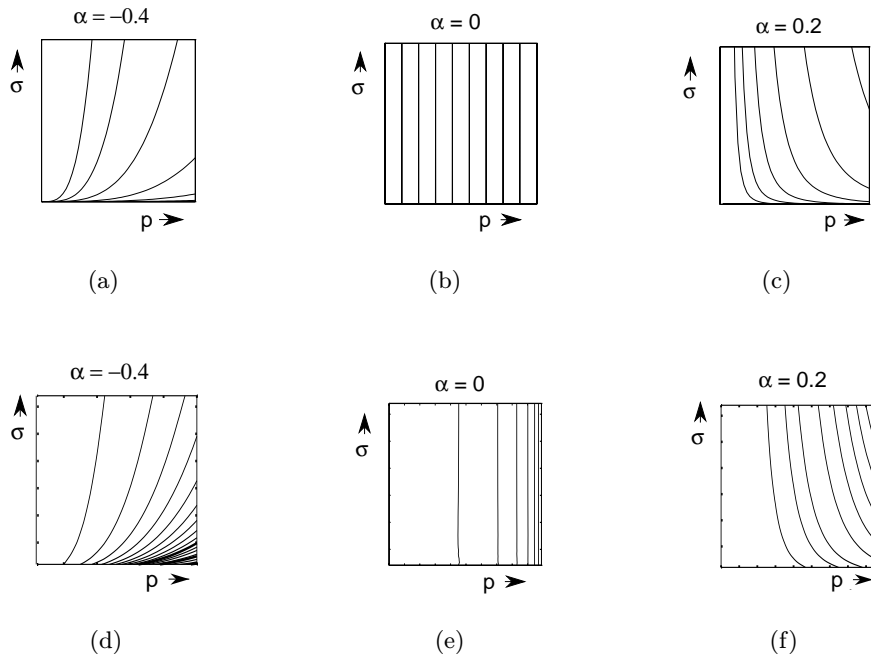 α = −0.4
α = 0
α = 0.2
σ
σ
σ
p
p
p
(a)
(b)
(c)
α = −0.4
α = 0
α = 0.2
σ
σ
σ
p
p
p
(d)
(e)
(f)